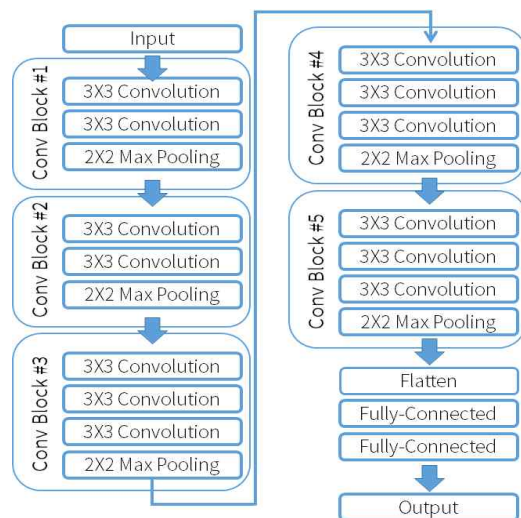 Input
Conv Block #1
3X3 Convolution
3X3 Convolution
2X2 Max Pooling
Conv Block #2
3X3 Convolution
3X3 Convolution
2X2 Max Pooling
Conv Block #3
3X3 Convolution
3X3 Convolution
3X3 Convolution
2X2 Max Pooling
Conv Block #4
3X3 Convolution
3X3 Convolution
3X3 Convolution
2X2 Max Pooling
Conv Block #5
3X3 Convolution
3X3 Convolution
3X3 Convolution
2X2 Max Pooling
Flatten
Fully-Connected
Fully-Connected
Output